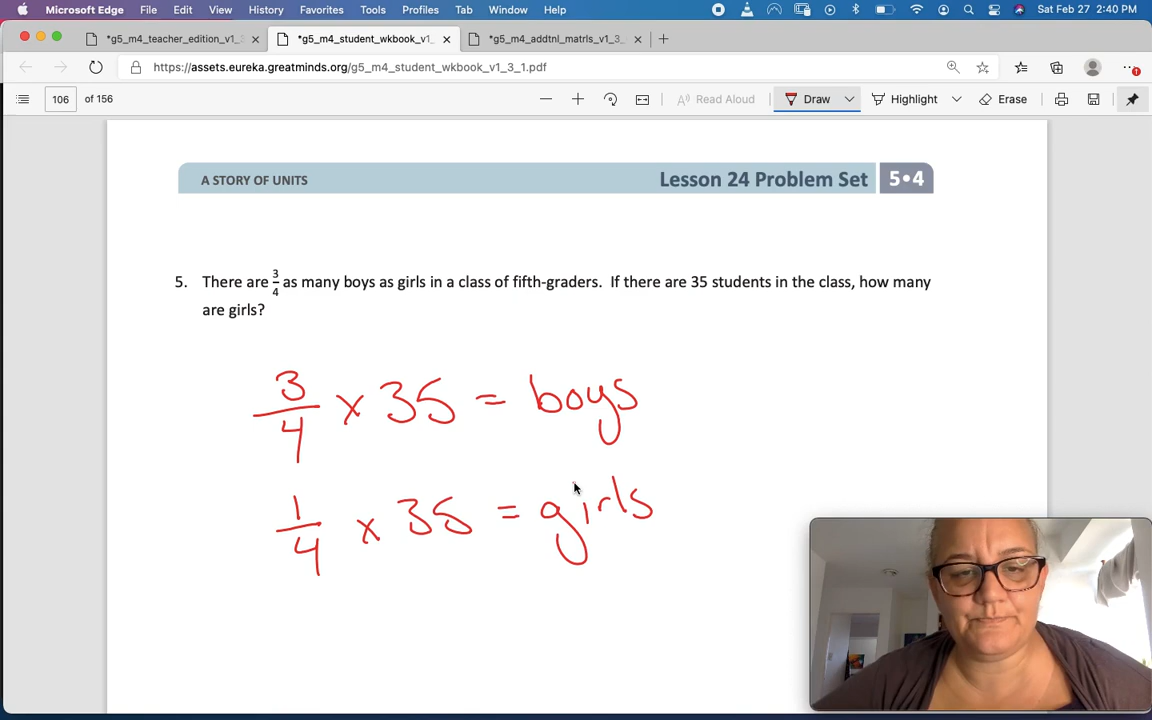 Microsoft Edge File Edit View History Favorites Tools Profiles Tab Window Help Sat Feb 27 2:40 PM
*g5_m4_teacher_edition_v1_3 *g5_m4_student_wkbook_v1_ *g5_m4_addtnl_matrls_v1_3_
https://assets.eureka.greatminds.org/g5_m4_student_wkbook_v1_3_1.pdf
106 of 156 Read Aloud Draw Highlight Erase
A STORY OF UNITS Lesson 24 Problem Set 5•4
5. There are 3/4 as many boys as girls in a class of fifth-graders. If there are 35 students in the class, how many
are girls?
3/4 x 35 = boys
1/4 x 35 = girls